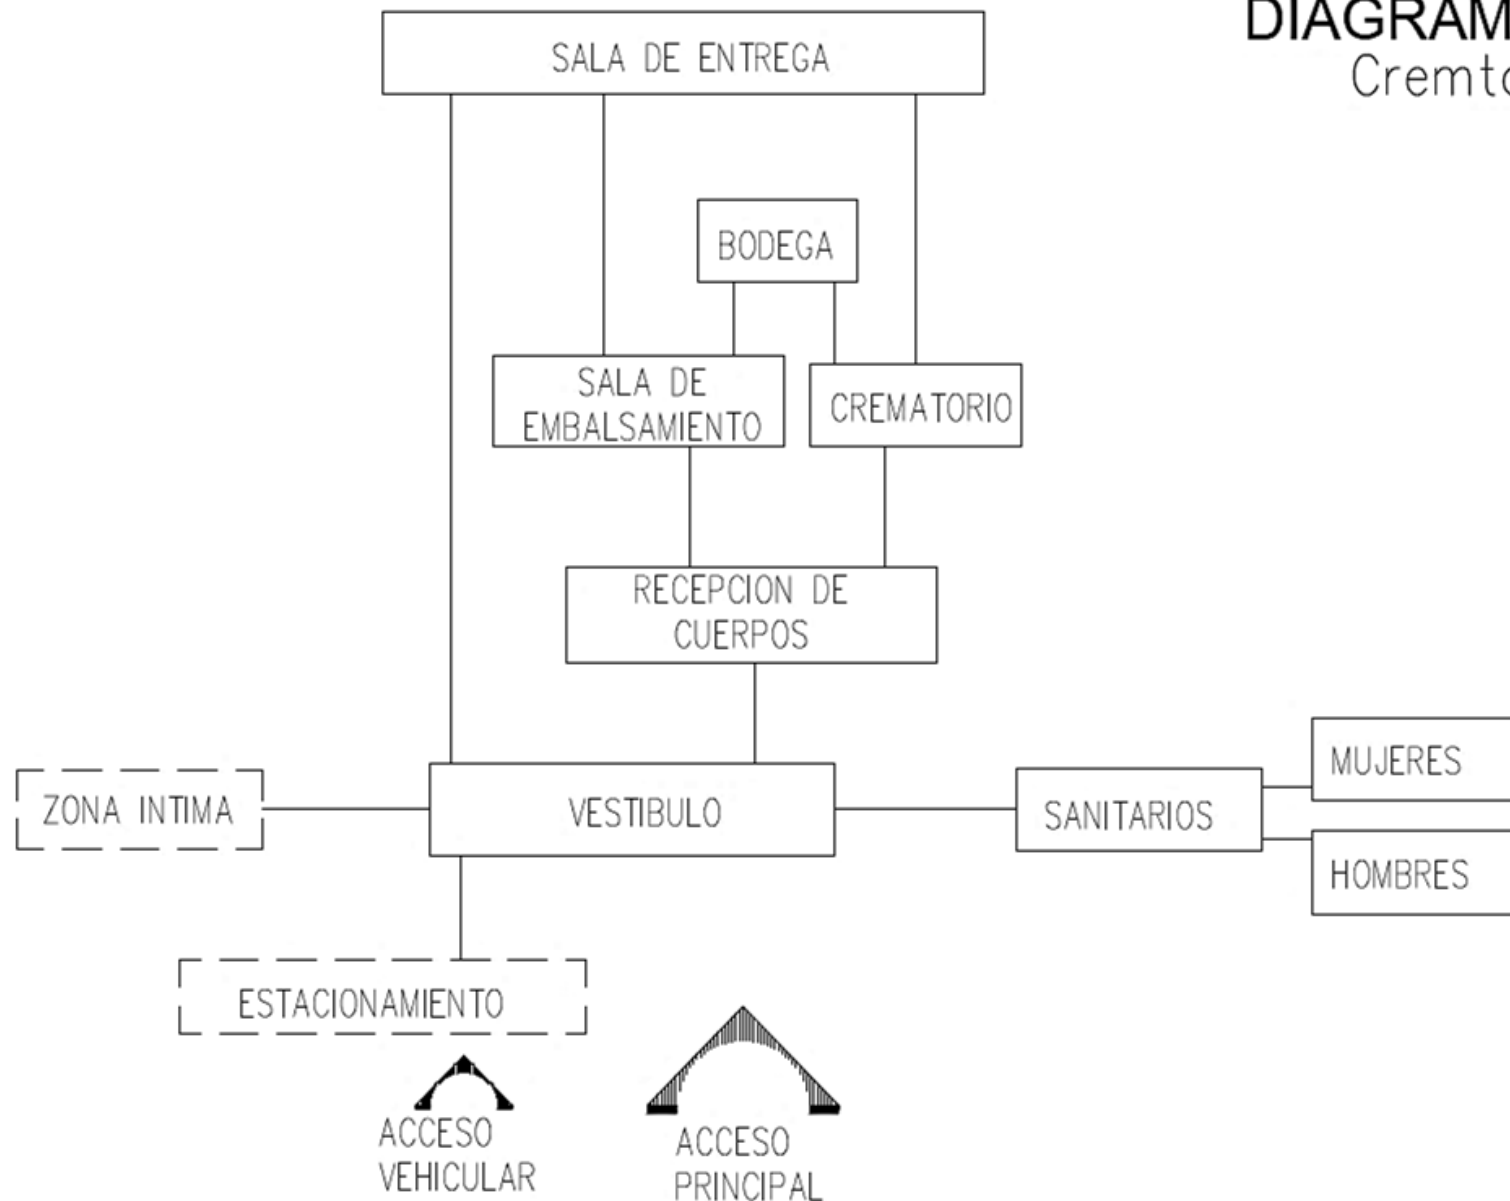 DIAGRAM
Cremto
SALA DE ENTREGA
BODEGA
SALA DE
EMBALSAMIENTO
CREMATORIO
RECEPCION DE
CUERPOS
ZONA INTIMA
VESTIBULO
SANITARIOS
MUJERES
HOMBRES
ESTACIONAMIENTO
ACCESO
VEHICULAR
ACCESO
PRINCIPAL